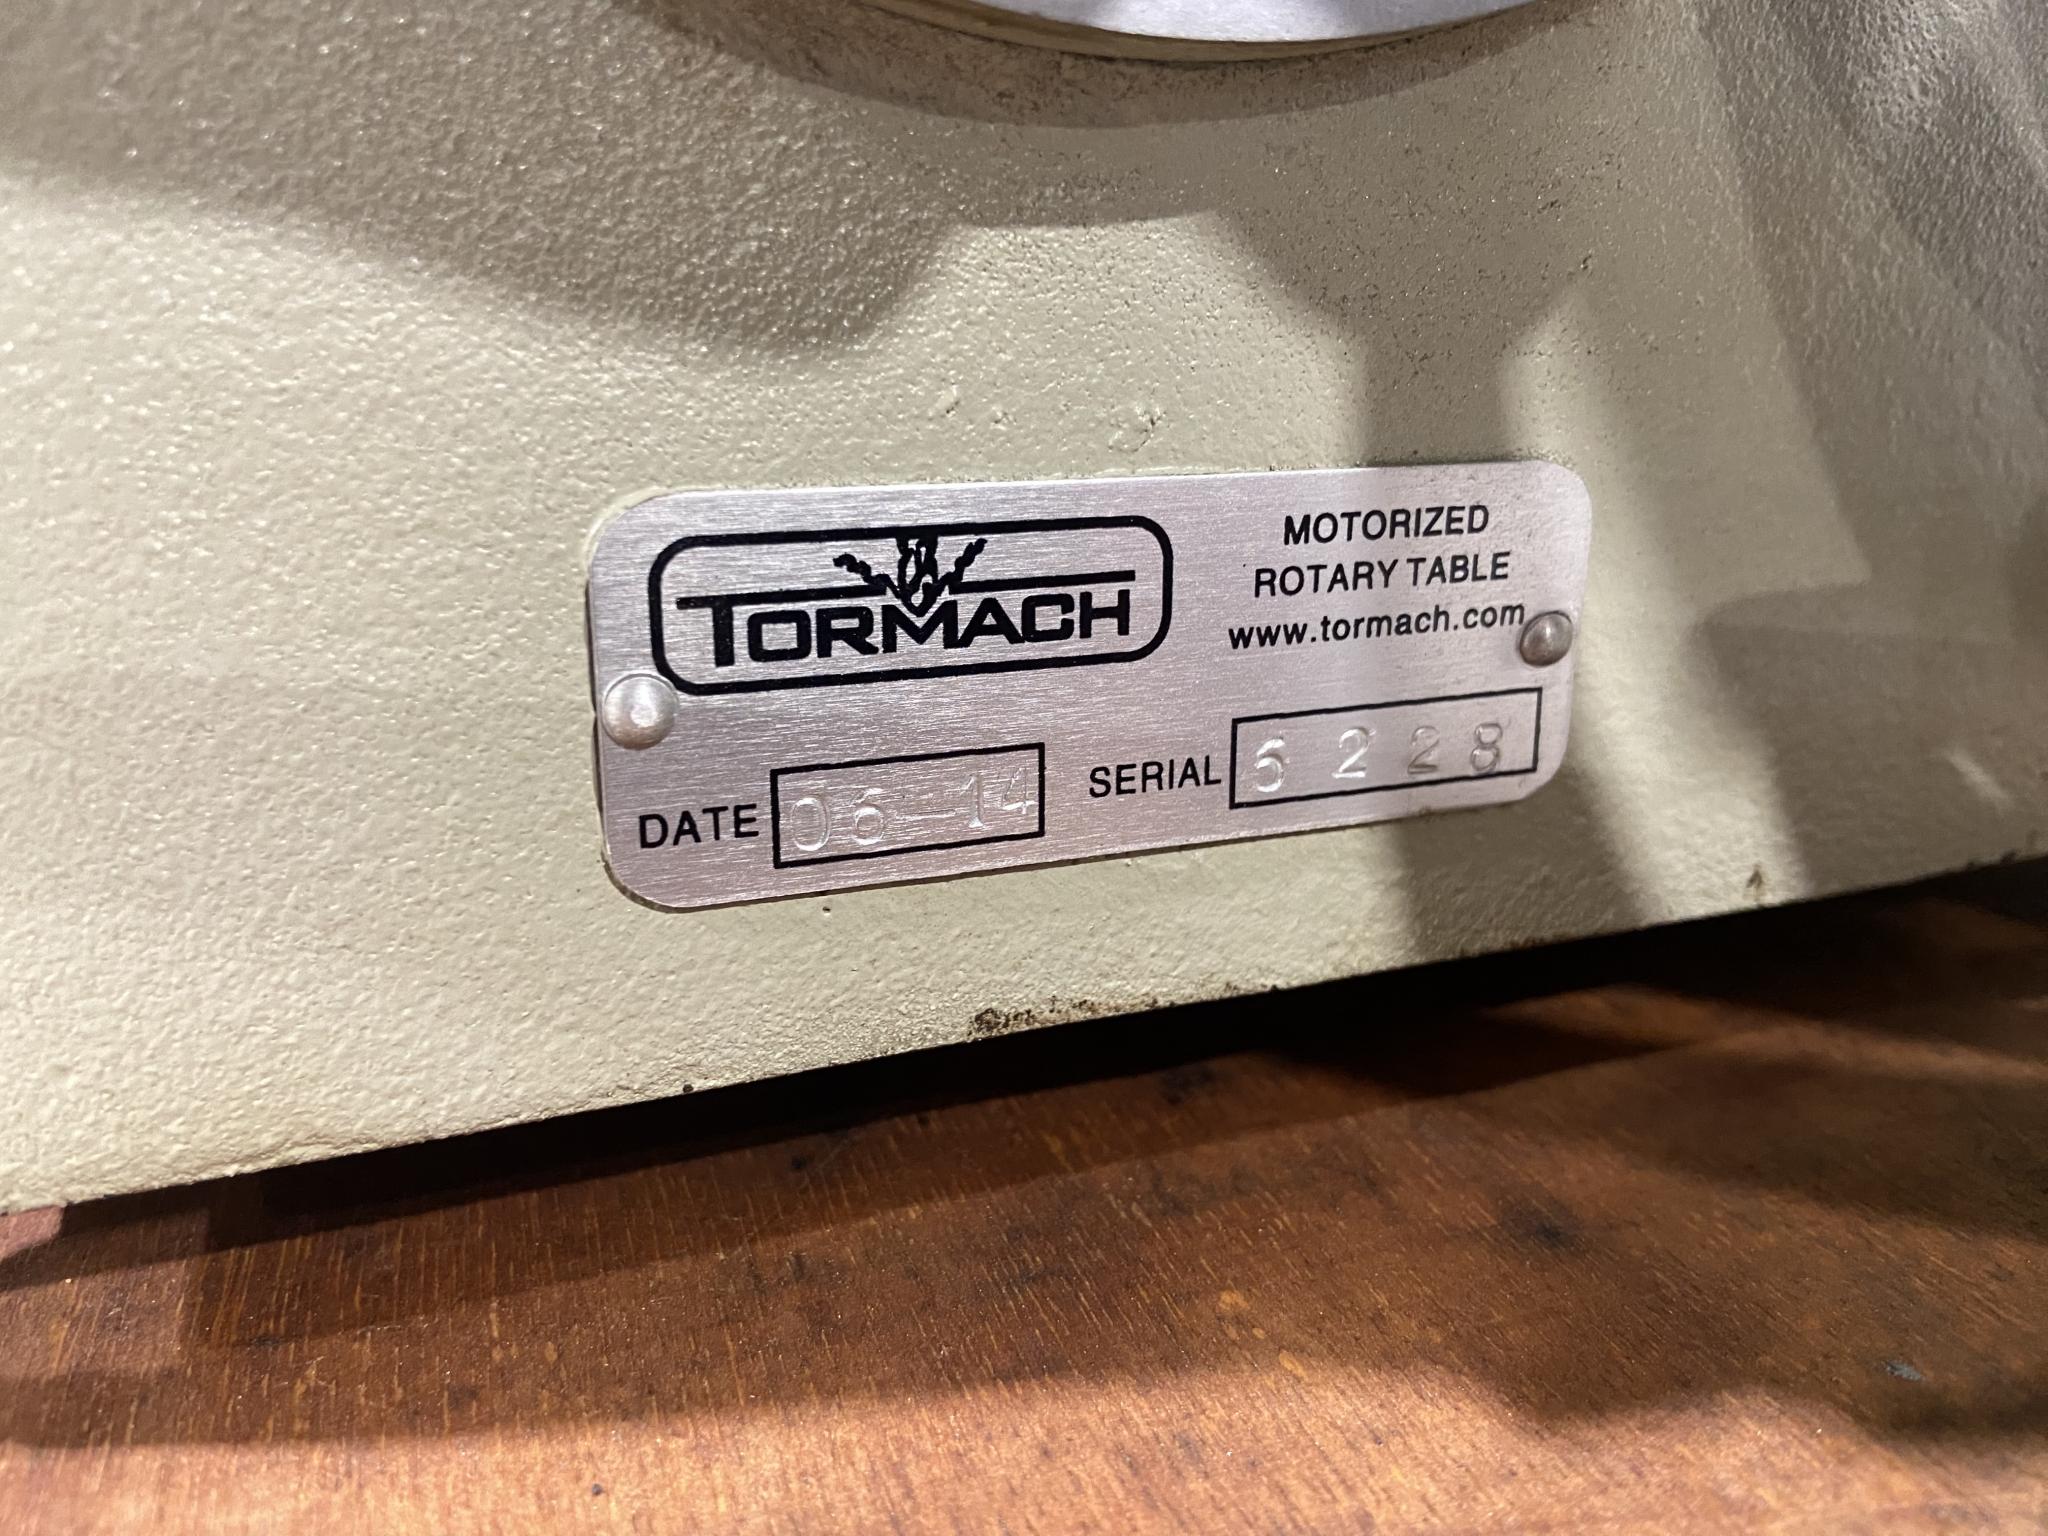 TORMACH
MOTORIZED
ROTARY TABLE
www.tormach.com
DATE 06-14
SERIAL 5228